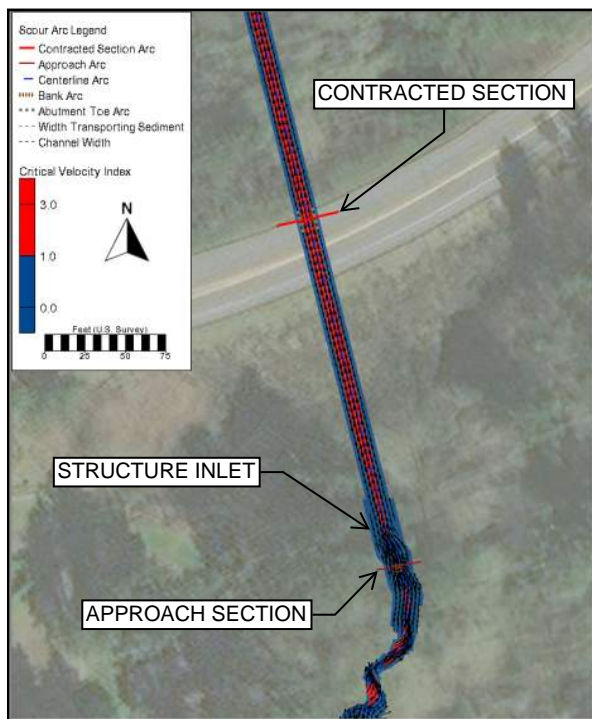 Scour Arc Legend
Contracted Section Arc
Approach Arc
Centerline Arc
Bank Arc
Abutment Toe Arc
Width Transporting Sediment
Channel Width
Critical Velocity Index
3.0
1.0
0.0
N
Feet (U.S. Survey)
0 25 50 75
CONTRACTED SECTION
STRUCTURE INLET
APPROACH SECTION